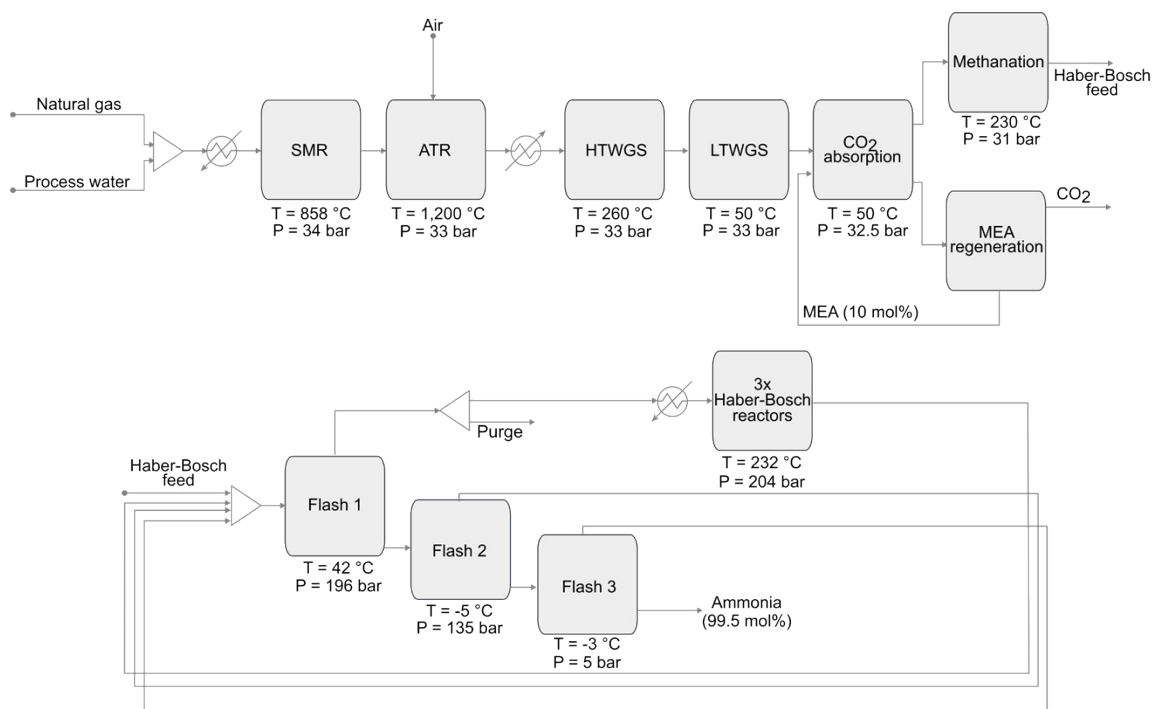 Air
Methanation
Haber-Bosch
feed
T = 230 °C
P = 31 bar
Natural gas
Process water
SMR
T = 858 °C
P = 34 bar
ATR
T = 1,200 °C
P = 33 bar
HTWGS
T = 260 °C
P = 33 bar
LTWGS
T = 50 °C
P = 33 bar
CO2
absorption
T = 50 °C
P = 32.5 bar
MEA
regeneration
CO2
MEA (10 mol%)
3x
Haber-Bosch
reactors
T = 232 °C
P = 204 bar
Purge
Haber-Bosch
feed
Flash 1
T = 42 °C
P = 196 bar
Flash 2
T = -5 °C
P = 135 bar
Flash 3
T = -3 °C
P = 5 bar
Ammonia
(99.5 mol%)